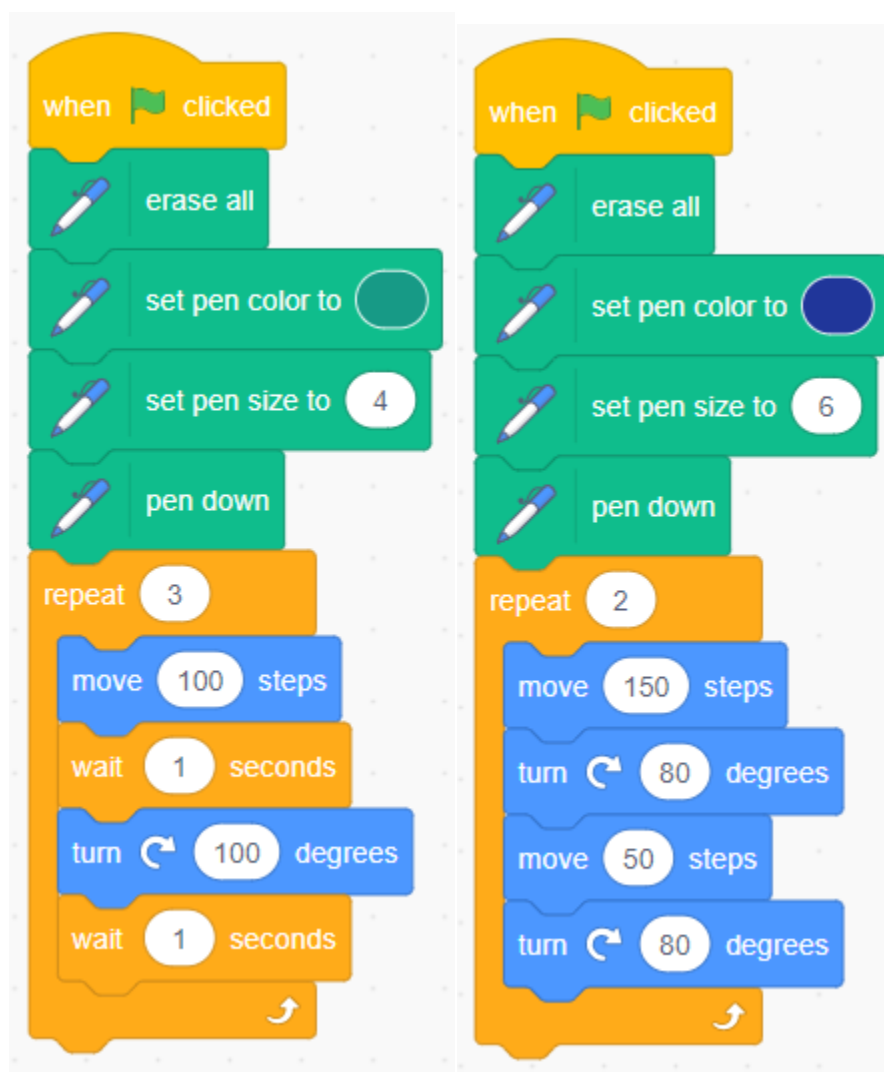 when clicked
erase all
set pen color to
set pen size to 4
pen down
repeat 3
move 100 steps
wait 1 seconds
turn 100 degrees
wait 1 seconds
when clicked
erase all
set pen color to
set pen size to 6
pen down
repeat 2
move 150 steps
turn 80 degrees
move 50 steps
turn 80 degrees